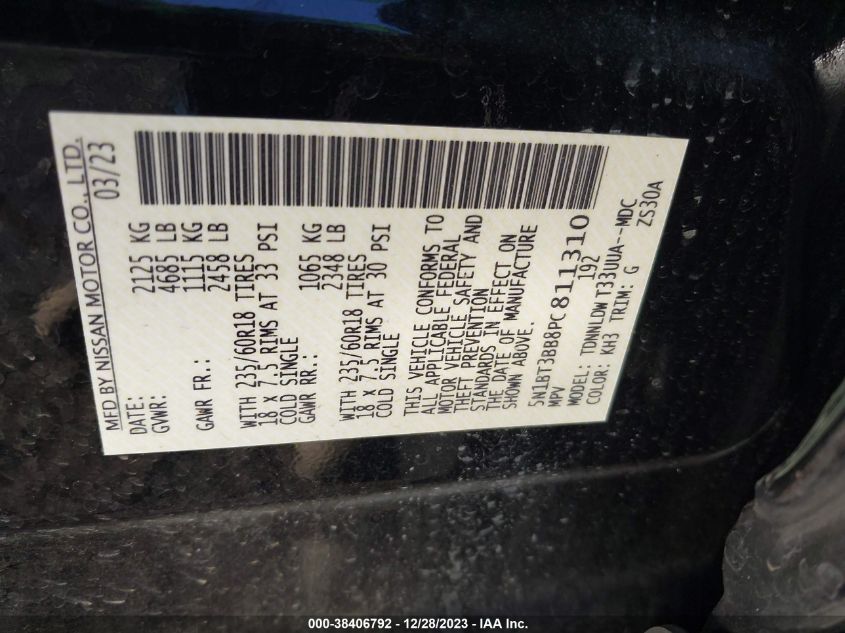 MFD BY NISSAN MOTOR CO., LTD.
DATE: 03/23
GVWR: 2125 KG
4685 LB
GAWR FR.: 1115 KG
2458 LB
WITH 235/60R18 TIRES
18 x 7.5 RIMS AT 33 PSI
COLD SINGLE
GAWR RR.: 1065 KG
2348 LB
WITH 235/60R18 TIRES
18 x 7.5 RIMS AT 30 PSI
COLD SINGLE
THIS VEHICLE CONFORMS TO
ALL APPLICABLE FEDERAL
MOTOR VEHICLE SAFETY AND
THEFT PREVENTION
STANDARDS IN EFFECT ON
THE DATE OF MANUFACTURE
SHOWN ABOVE.
5N1BT3BB8PC811310
MPV 192
MODEL: TDNNLDW T33UUA--MDC
COLOR: KH3 TRIM: G ZS30A
000-38406792 - 12/28/2023 - IAA Inc.